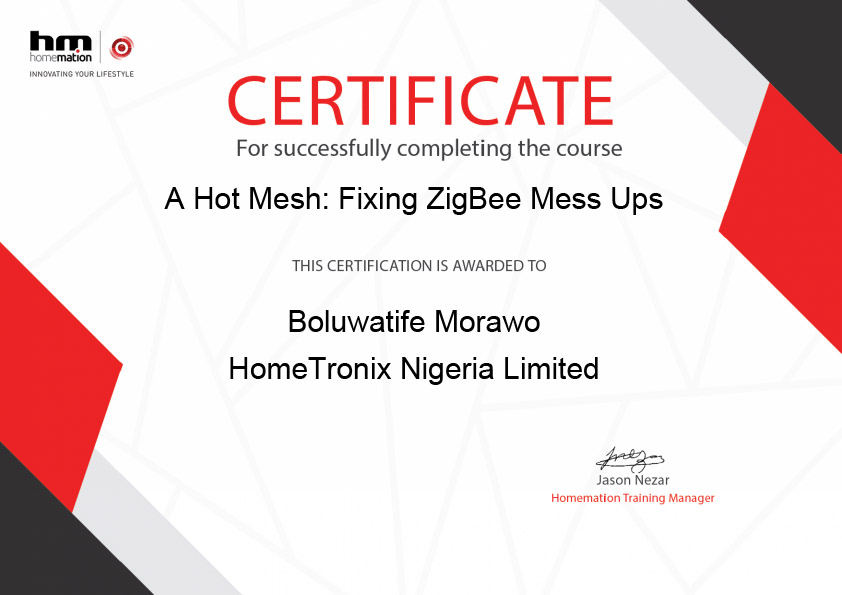 hm
homemation
INNOVATING YOUR LIFESTYLE
CERTIFICATE
For successfully completing the course
A Hot Mesh: Fixing ZigBee Mess Ups
THIS CERTIFICATION IS AWARDED TO
Boluwatife Morawo
HomeTronix Nigeria Limited
Jason Nezar
Homemation Training Manager